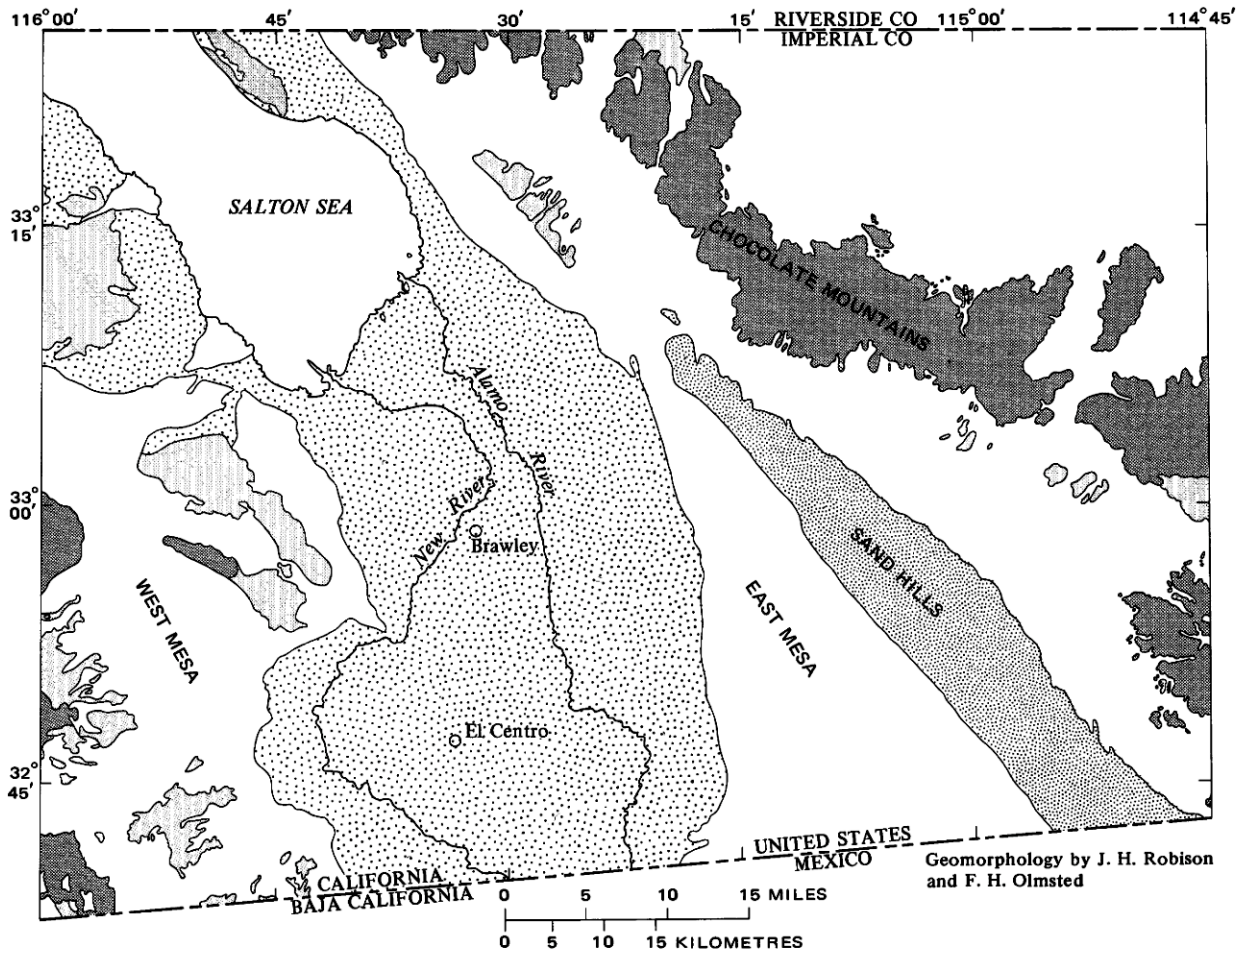 116°00′ 45′ 30′ 15′ 115°00′ 114°45′
RIVERSIDE CO
IMPERIAL CO
SALTON SEA
33°
15′
CHOCOLATE MOUNTAINS
Alamo
River
New
River
33°
00′
Brawley
SAND HILLS
WEST MESA
EAST MESA
El Centro
32°
45′
UNITED STATES
MEXICO
Geomorphology by J. H. Robison
and F. H. Olmsted
CALIFORNIA
BAJA CALIFORNIA
0 5 10 15 MILES
0 5 10 15 KILOMETRES